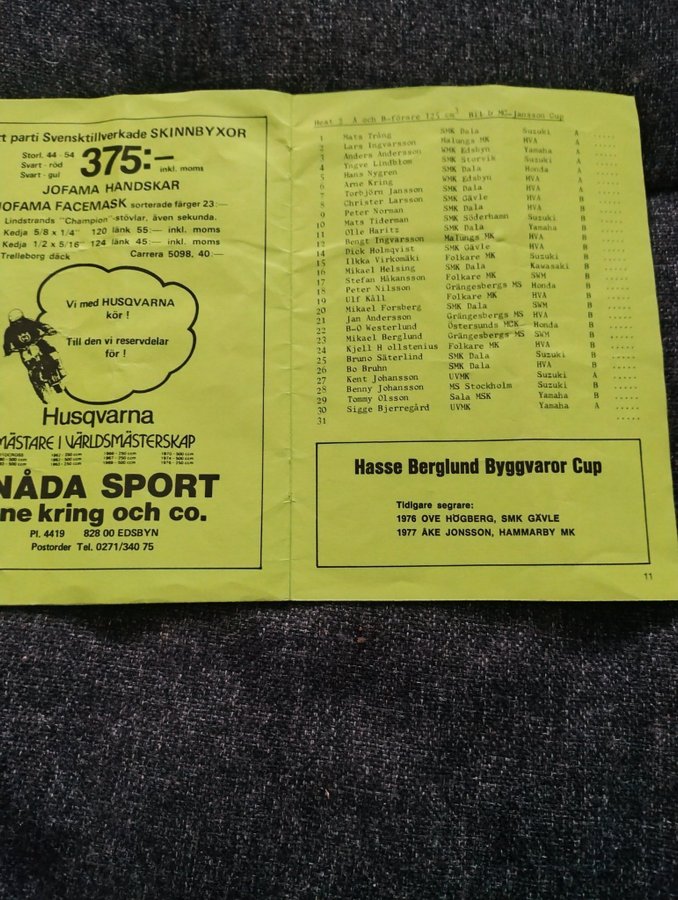 tt parti Svensktillverkade SKINNBYXOR
Storl. 44 - 54
Svart - röd
Svart - gul
375:- inkl. moms
JOFAMA HANDSKAR
JOFAMA FACEMASK sorterade färger 23:—
Lindstrands "Champion"-stövlar, även sekunda.
Kedja 5/8 x 1/4" 120 länk 55:— inkl. moms
Kedja 1/2 x 5/16" 124 länk 45:— inkl. moms
Trelleborg däck Carrera 5098. 40:—
Vi med HUSQVARNA
kör !
Till den vi reservdelar
för !
Husqvarna
MÄSTARE I VÄRLDSMÄSTERSKAP
NÅDA SPORT
ne kring och co.
Pl. 4419 828 00 EDSBYN
Postorder Tel. 0271/340 75
Heat 3 A och B-förare 125 cm³ Bil & MC-Jansson Cup
1 Mats Trång SMK Dala Suzuki A .....
2 Lars Ingvarsson Malungs MK HVA A .....
3 Anders Andersson WMK Edsbyn Yamaha A .....
4 Yngve Lindblom SMK Storvik Suzuki A .....
5 Hans Nygren SMK Dala Honda A .....
6 Arne Kring WMK Edsbyn HVA A .....
7 Torbjörn Jansson SMK Dala HVA A .....
8 Christer Larsson SMK Gävle HVA B .....
9 Peter Norman SMK Dala HVA B .....
10 Mats Tiderman SMK Söderhamn Suzuki B .....
11 Olle Haritz SMK Dala Yamaha B .....
12 Bengt Ingvarsson Malungs MK HVA B .....
14 Dick Holmqvist SMK Gävle HVA B .....
15 Ilkka Virkomäki Folkare MK Suzuki B .....
16 Mikael Helsing SMK Dala Kawasaki B .....
17 Stefan Håkansson Folkare MK SWM B .....
18 Peter Nilsson Grängesbergs MS Honda B .....
19 Ulf Käll Folkare MK HVA B .....
20 Mikael Forsberg SMK Dala SWM B .....
21 Jan Andersson Grängesbergs MS HVA B .....
22 B-O Westerlund Östersunds MCK Honda B .....
23 Mikael Berglund Grängesbergs MS SWM B .....
24 Kjell H ollstenius Folkare MK HVA B .....
25 Bruno Säterlind SMK Dala Suzuki B .....
26 Bo Bruhn SMK Dala HVA B .....
27 Kent Johansson UVMK Suzuki A .....
28 Benny Johansson MS Stockholm Suzuki B .....
29 Tommy Olsson Sala MSK Yamaha B .....
30 Sigge Bjerregård UVMK Yamaha A .....
31 .....
Hasse Berglund Byggvaror Cup
Tidigare segrare:
1976 OVE HÖGBERG, SMK GÄVLE
1977 ÅKE JONSSON, HAMMARBY MK
11